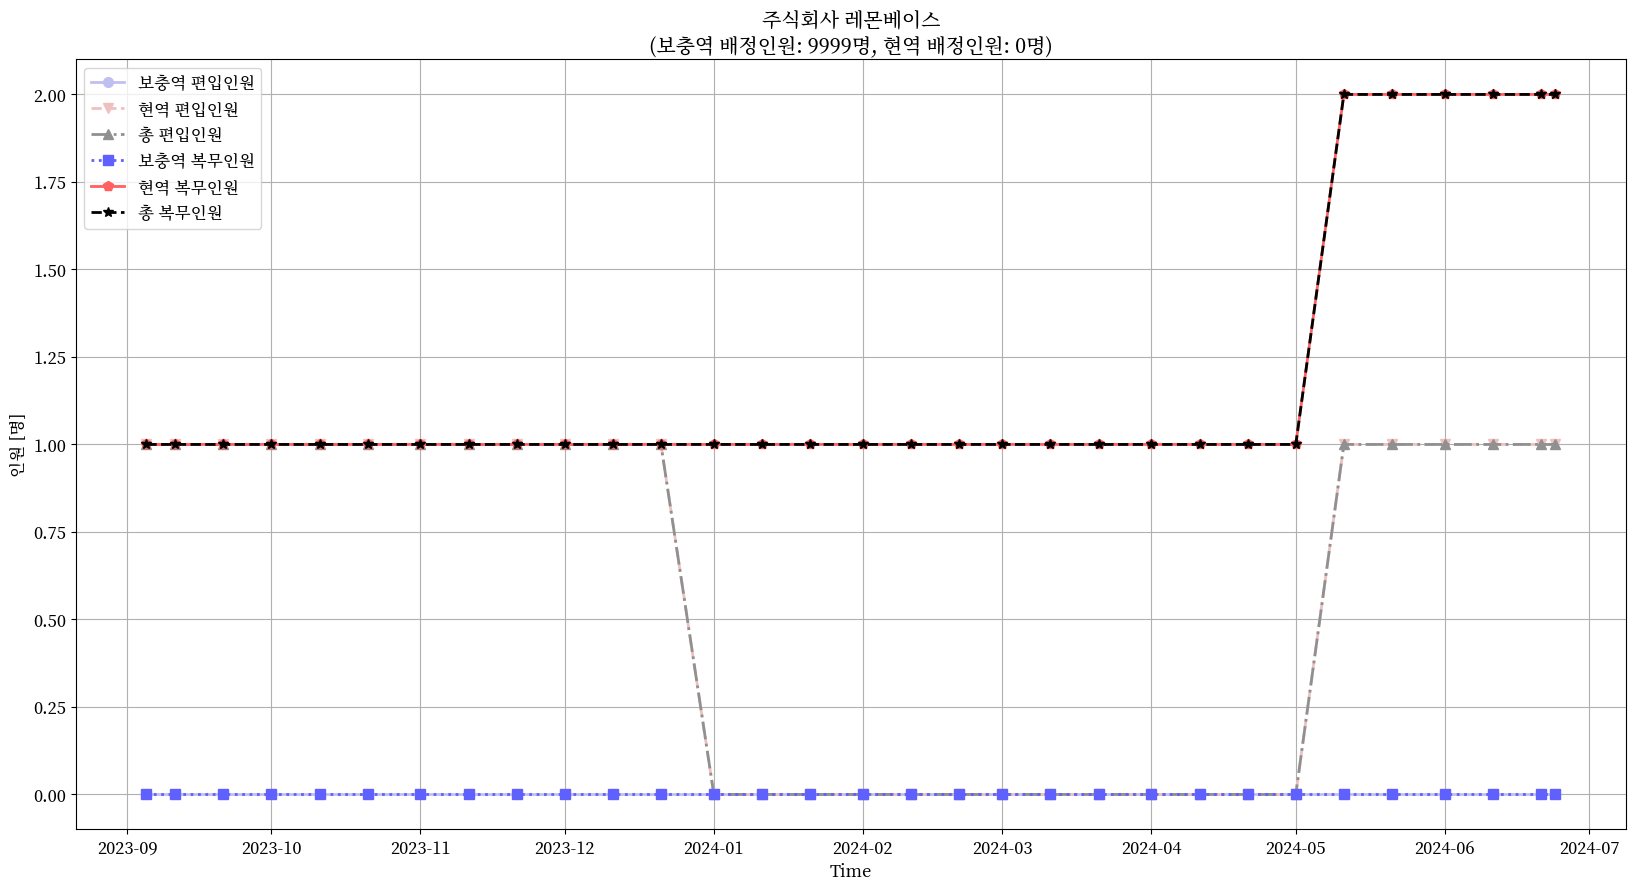 주식회사 레몬베이스
(보충역 배정인원: 9999명, 현역 배정인원: 0명)
보충역 편입인원
현역 편입인원
총 편입인원
보충역 복무인원
현역 복무인원
총 복무인원
2.00
1.75
1.50
1.25
1.00
0.75
0.50
0.25
0.00
인원 [명]
2023-09 2023-10 2023-11 2023-12 2024-01 2024-02 2024-03 2024-04 2024-05 2024-06 2024-07
Time